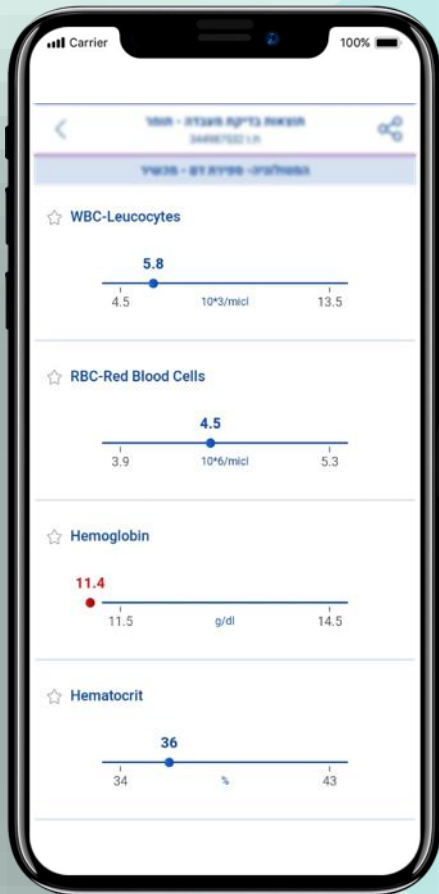 Carrier
100%
WBC-Leucocytes
5.8
4.5 10*3/micl 13.5
RBC-Red Blood Cells
4.5
3.9 10*6/micl 5.3
Hemoglobin
11.4
11.5 g/dl 14.5
Hematocrit
36
34 % 43